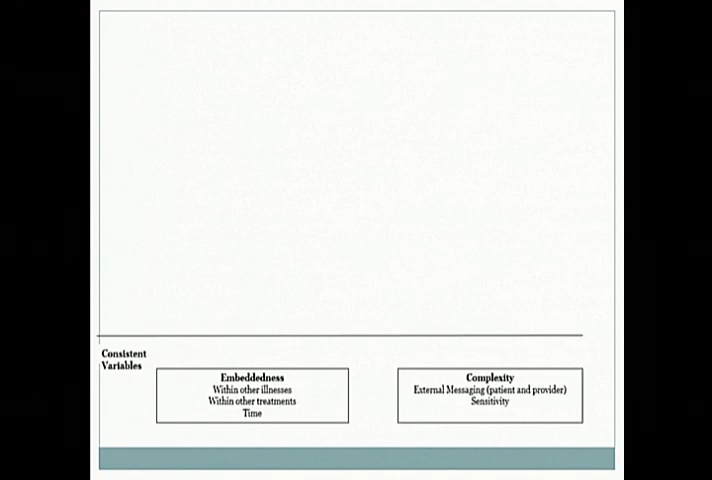 Consistent
Variables
Embeddedness
Within other illnesses
Within other treatments
Time
Complexity
External Messaging (patient and provider)
Sensitivity